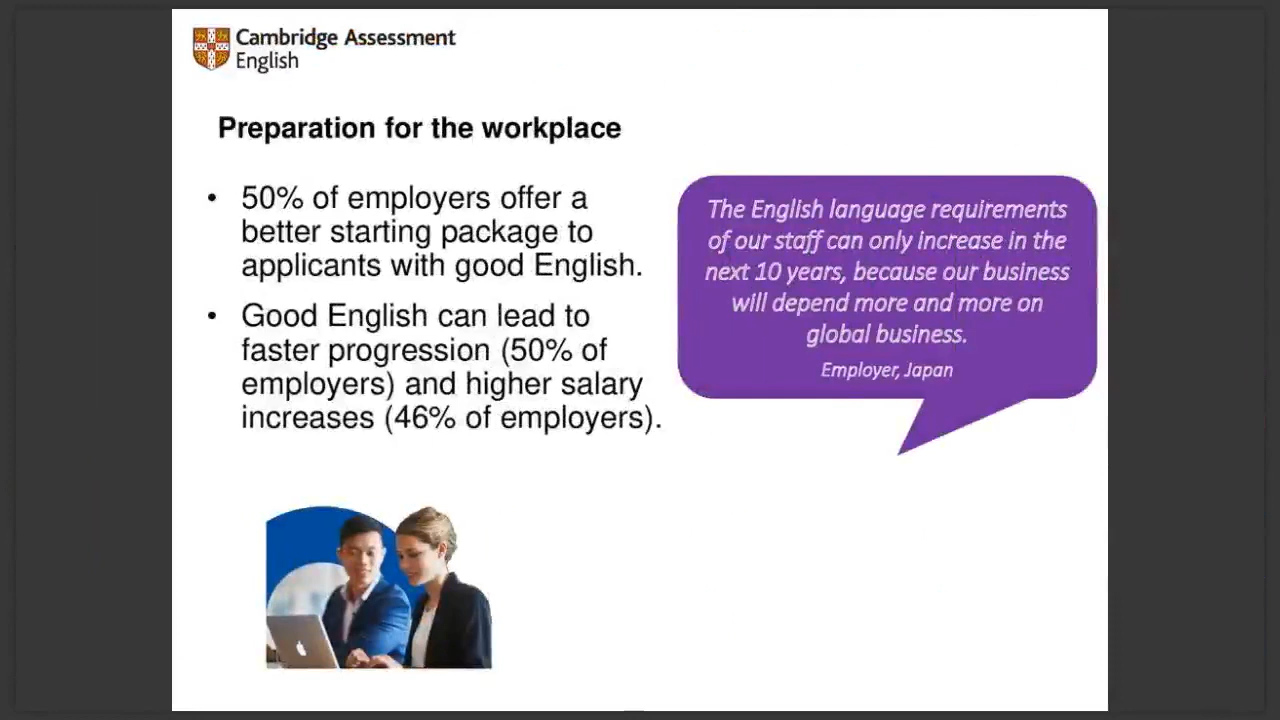 Cambridge Assessment
English
Preparation for the workplace
• 50% of employers offer a
better starting package to
applicants with good English.
• Good English can lead to
faster progression (50% of
employers) and higher salary
increases (46% of employers).
The English language requirements
of our staff can only increase in the
next 10 years, because our business
will depend more and more on
global business.
Employer, Japan